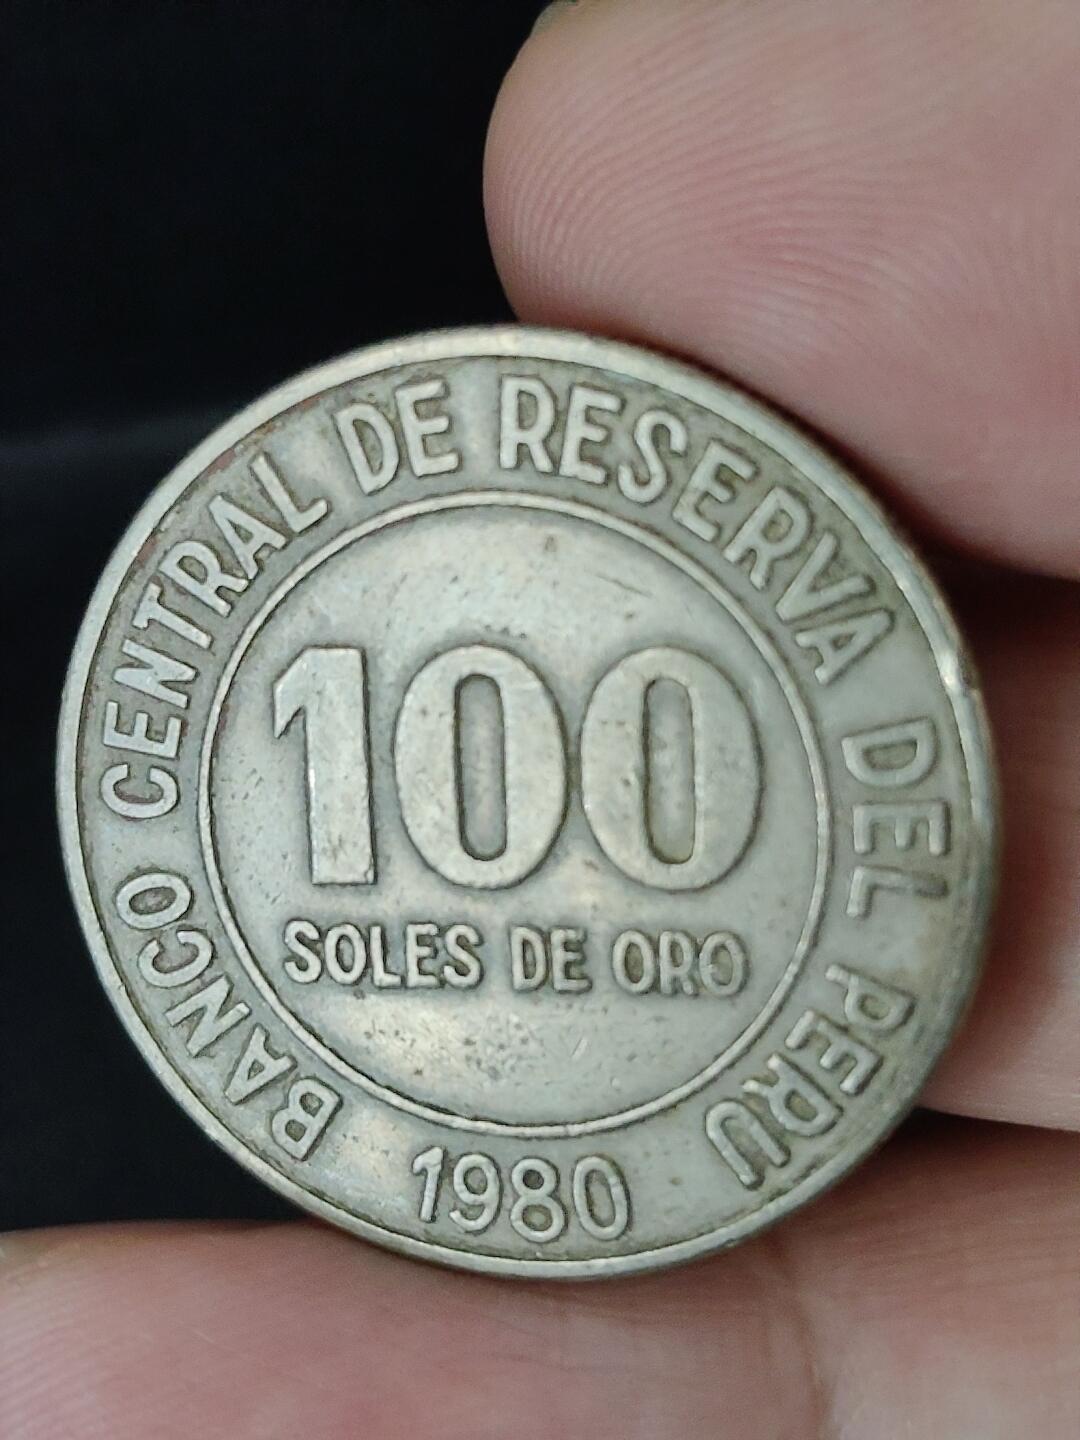 BANCO CENTRAL DE RESERVA DEL PERU
100
SOLES DE ORO
1980